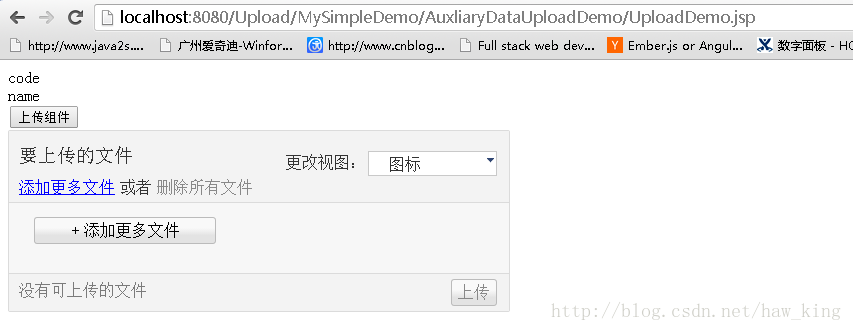 localhost:8080/Upload/MySimpleDemo/AuxliaryDataUploadDemo/UploadDemo.jsp
http://www.java2s.... 广州爱奇迪-Winfor... http://www.cnblog... Full stack web dev... Y Ember.js or Angul... 数字面板 - HC
code
name
上传组件
要上传的文件 更改视图： 图标
添加更多文件 或者 删除所有文件
+ 添加更多文件
没有可上传的文件 上传
http://blog.csdn.net/haw_king